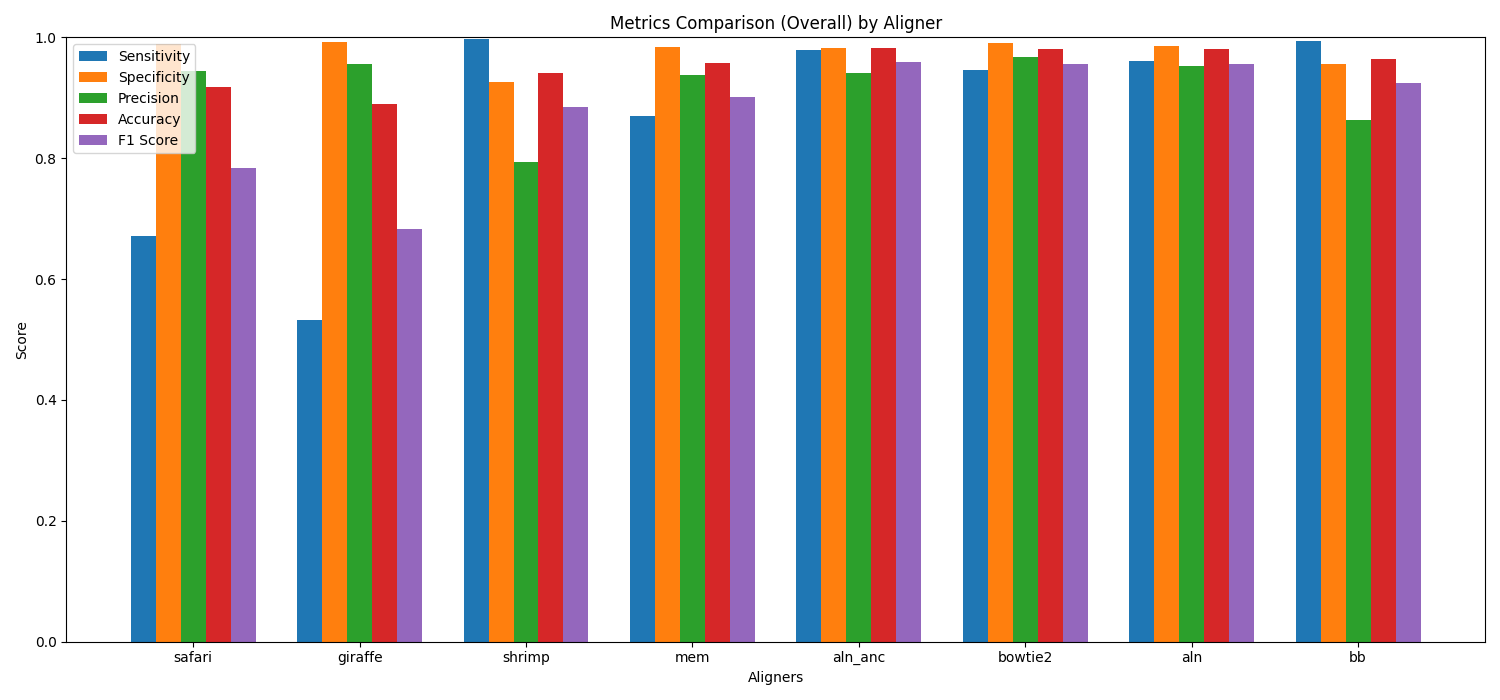 Metrics Comparison (Overall) by Aligner
Sensitivity
Specificity
Precision
Accuracy
F1 Score
Score
1.0
0.8
0.6
0.4
0.2
0.0
safari giraffe shrimp mem aln_anc bowtie2 aln bb
Aligners